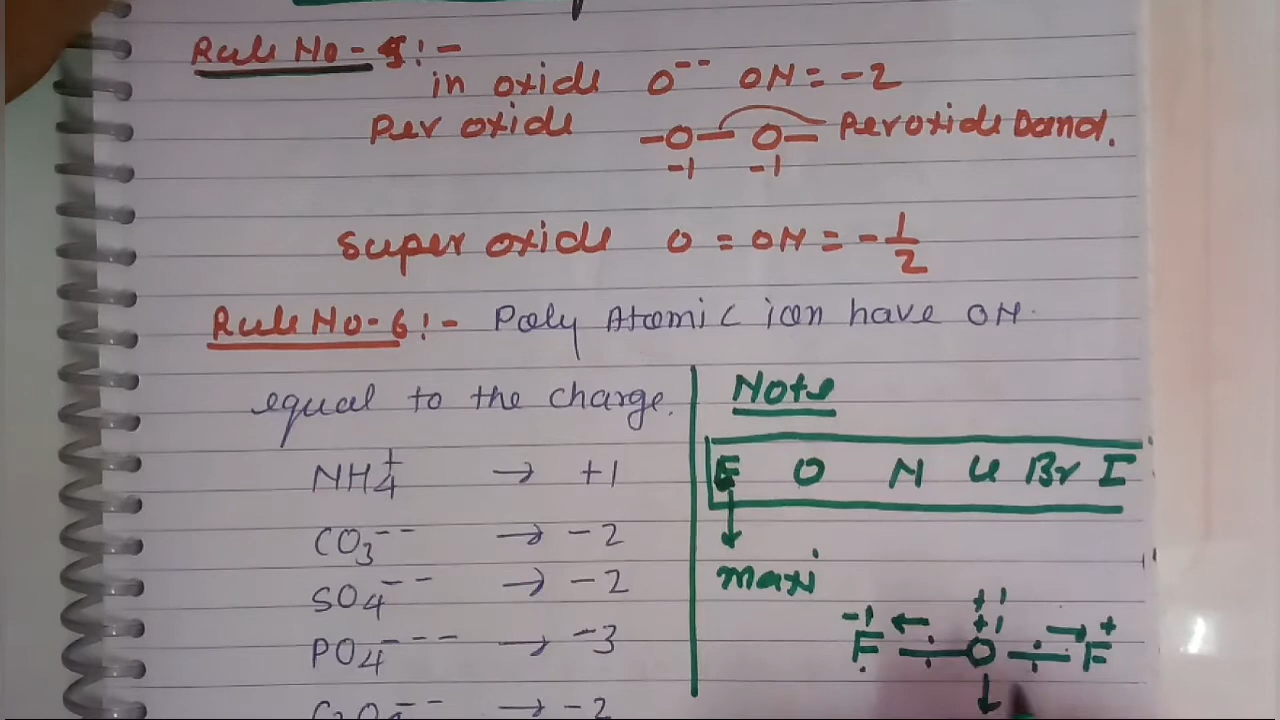 Rule No-5:-
in oxide O-- ON = -2
Per oxide -O-O- Peroxide Bond.
-1 -1
Super oxide O = ON = -1/2
Rule No-6:- Poly Atomic ion have ON.
equal to the charge.
NH4+ → +1
CO3-- → -2
SO4-- → -2
PO4--- → -3
C2O4-- → -2
Note
F O N Cl Br I
↓
maxi
+1
-1 ← +1 → +
F — O — F
↓